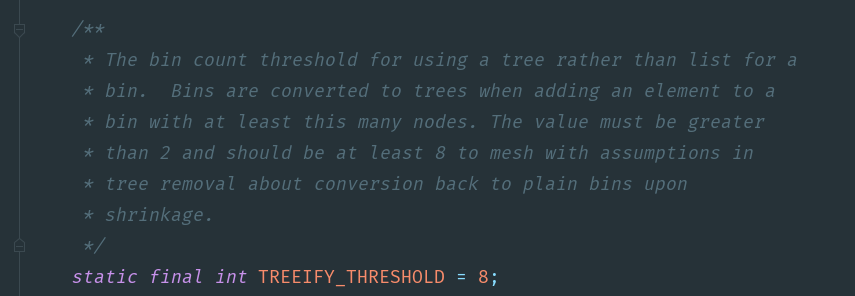 /**
* The bin count threshold for using a tree rather than list for a
* bin.  Bins are converted to trees when adding an element to a
* bin with at least this many nodes. The value must be greater
* than 2 and should be at least 8 to mesh with assumptions in
* tree removal about conversion back to plain bins upon
* shrinkage.
*/
static final int TREEIFY_THRESHOLD = 8;